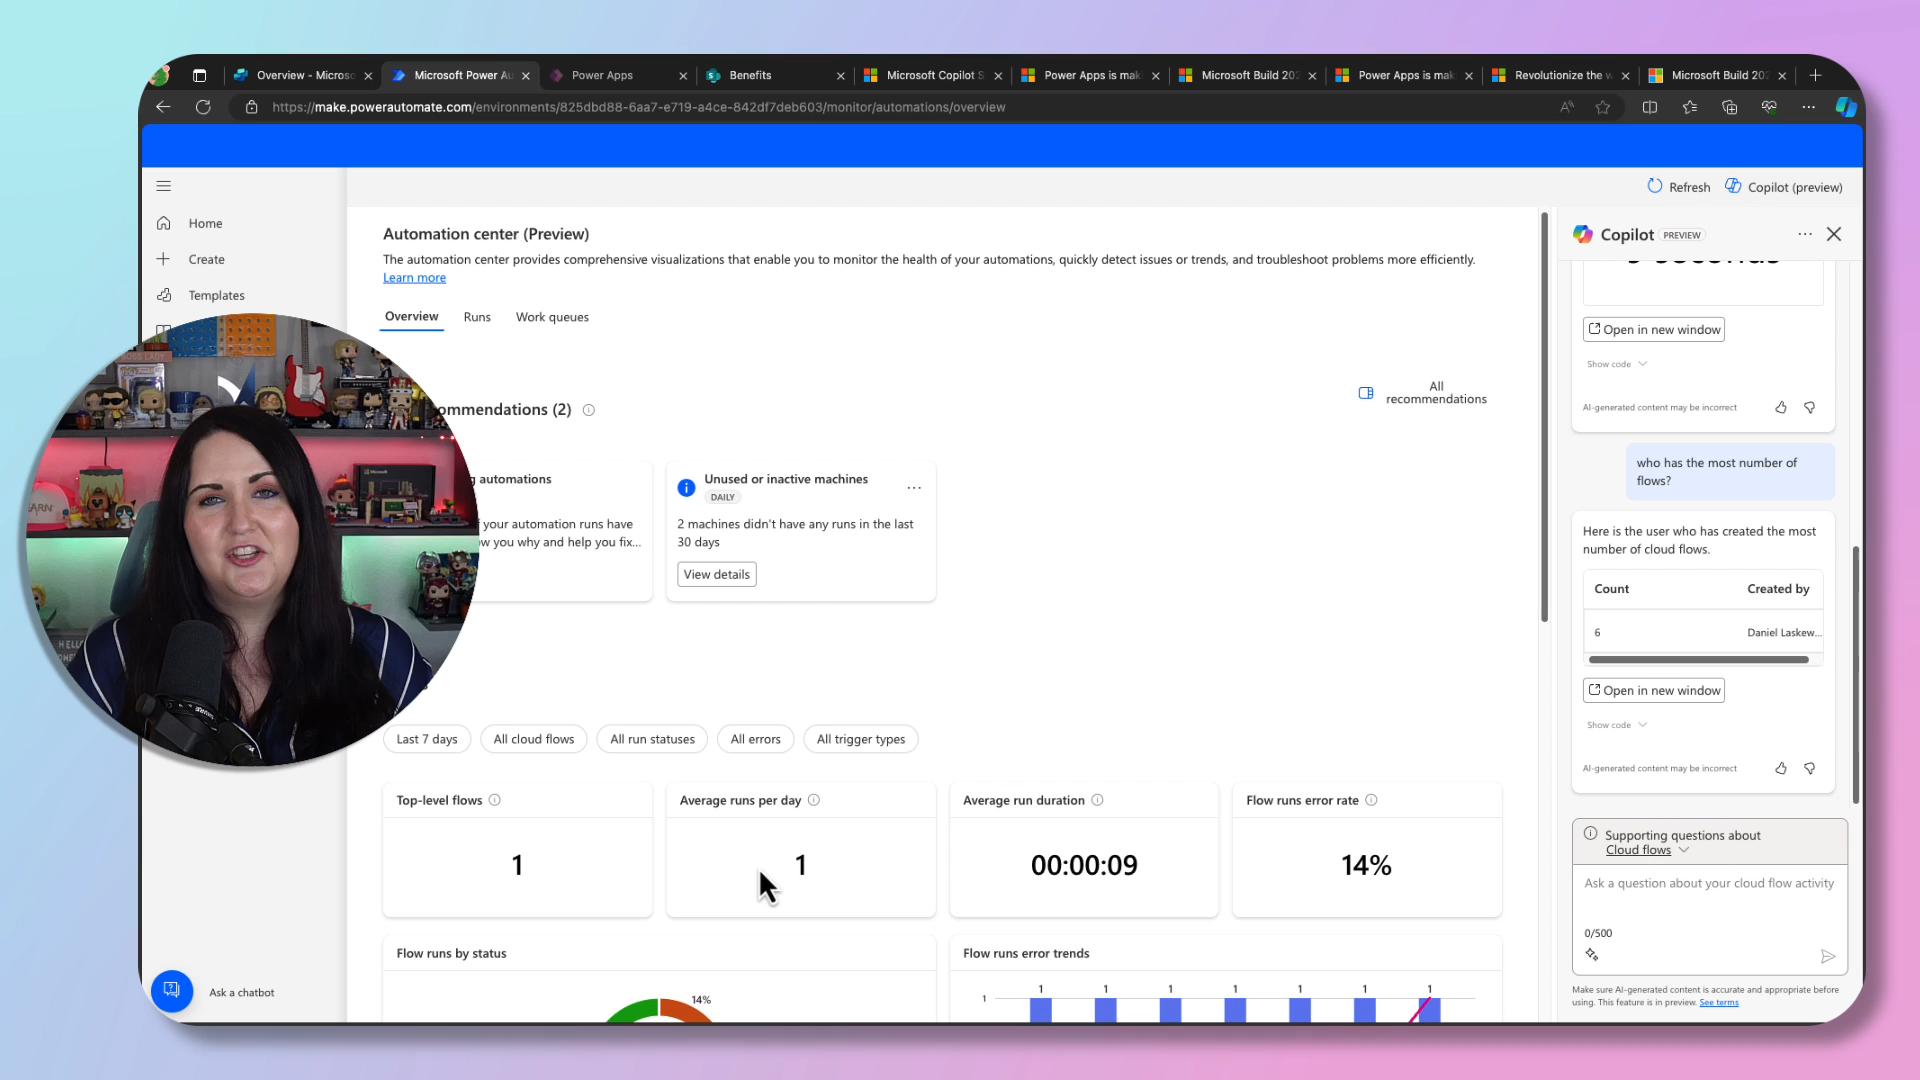 Overview - Micros
Microsoft Power Au
Power Apps
Benefits
Microsoft Copilot S
Power Apps is mak
Microsoft Build 202
Power Apps is mak
Revolutionize the w
Microsoft Build 202
https://make.powerautomate.com/environments/825dbd88-6aa7-e719-a4ce-842df7deb603/monitor/automations/overview
Refresh
Copilot (preview)
Home
Create
Templates
Automation center (Preview)
The automation center provides comprehensive visualizations that enable you to monitor the health of your automations, quickly detect issues or trends, and troubleshoot problems more efficiently.
Learn more
Overview
Runs
Work queues
All
recommendations
ommendations (2)
g automations
f your automation runs have
w you why and help you fix...
Unused or inactive machines
DAILY
2 machines didn't have any runs in the last
30 days
View details
Last 7 days
All cloud flows
All run statuses
All errors
All trigger types
Top-level flows
1
Average runs per day
1
Average run duration
00:00:09
Flow runs error rate
14%
Flow runs by status
14%
Flow runs error trends
1
1
1
1
1
1
1
1
Ask a chatbot
Copilot
PREVIEW
Open in new window
Show code
AI-generated content may be incorrect
who has the most number of
flows?
Here is the user who has created the most
number of cloud flows.
Count
Created by
6
Daniel Laskew...
Open in new window
Show code
AI-generated content may be incorrect
Supporting questions about
Cloud flows
Ask a question about your cloud flow activity
0/500
Make sure AI-generated content is accurate and appropriate before
using. This feature is in preview. See terms